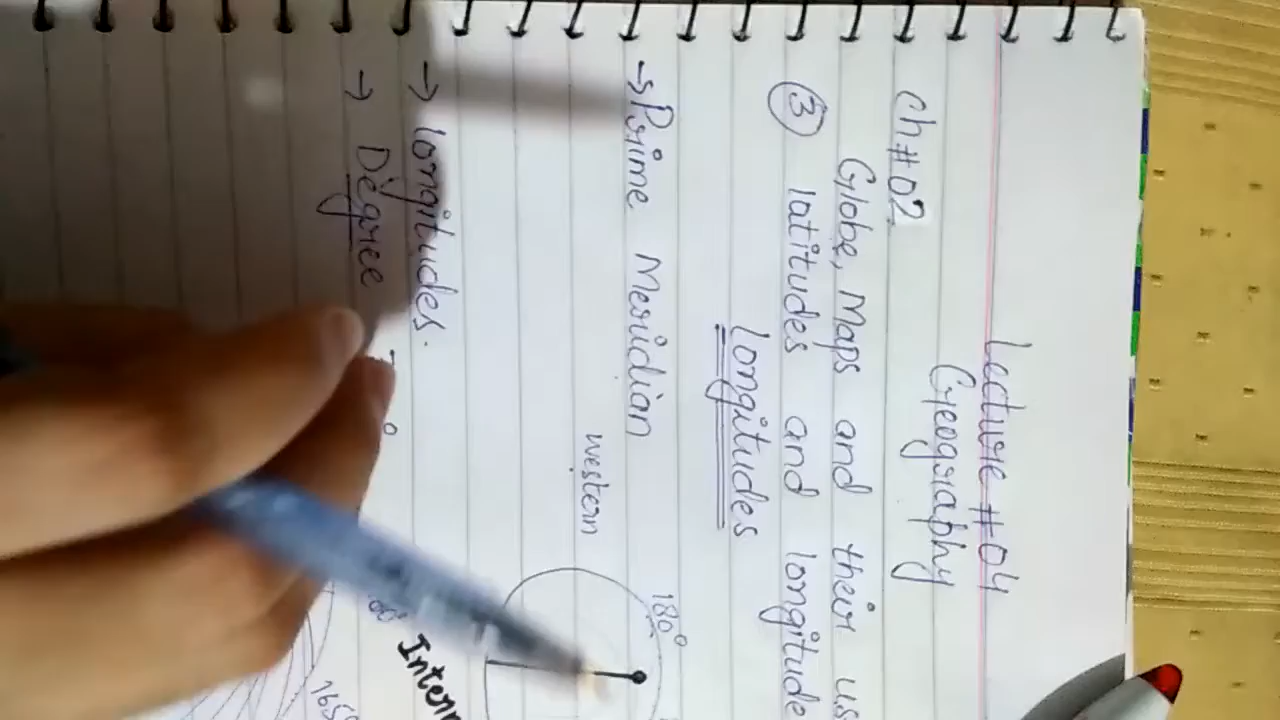 Lecture #04
Geography
Ch#02
Globe, Maps and their us
③ latitudes and longitude
longitudes
→Prime Meridian
180°
western
→ longitudes.
→ Degree
Intern
165°